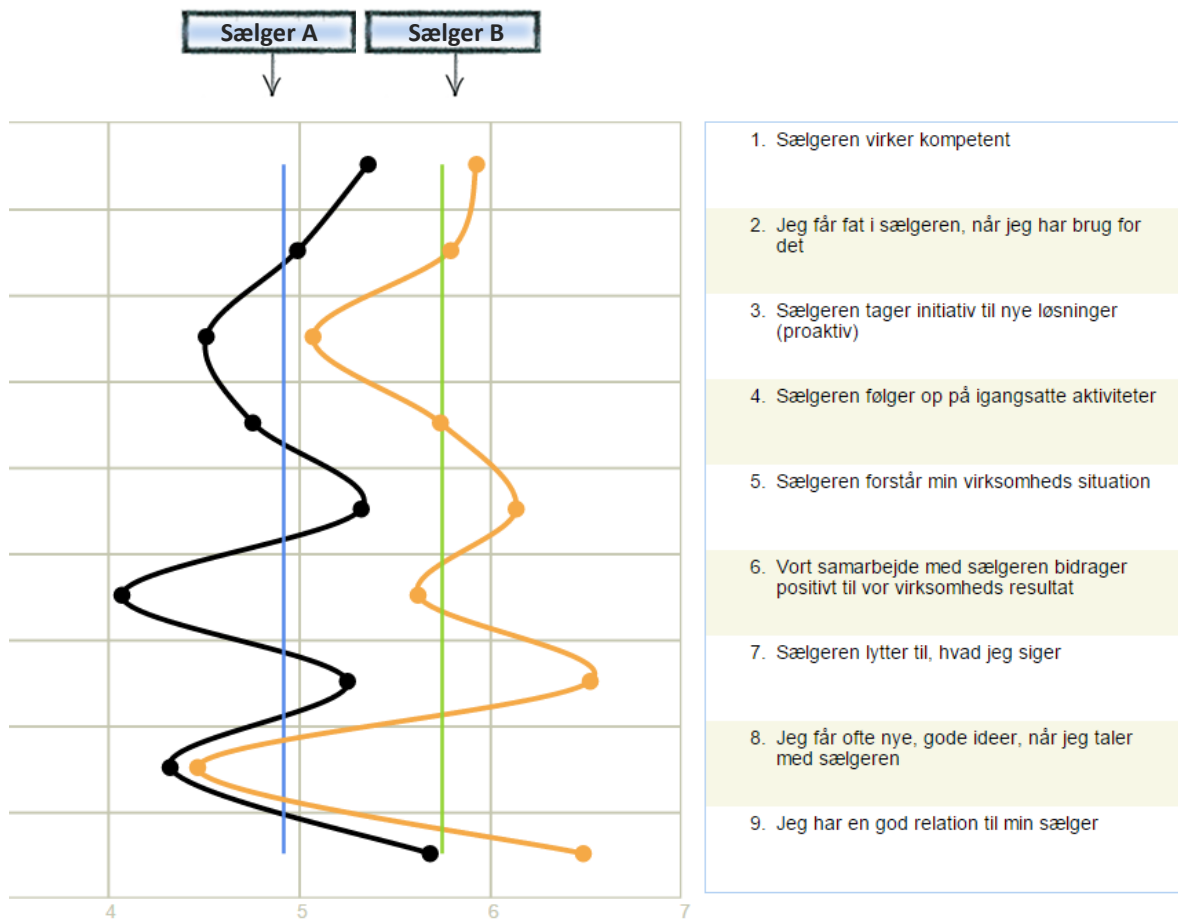 Sælger A
Sælger B
1. Sælgeren virker kompetent
2. Jeg får fat i sælgeren, når jeg har brug for
det
3. Sælgeren tager initiativ til nye løsninger
(proaktiv)
4. Sælgeren følger op på igangsatte aktiviteter
5. Sælgeren forstår min virksomheds situation
6. Vort samarbejde med sælgeren bidrager
positivt til vor virksomheds resultat
7. Sælgeren lytter til, hvad jeg siger
8. Jeg får ofte nye, gode ideer, når jeg taler
med sælgeren
9. Jeg har en god relation til min sælger
4 5 6 7